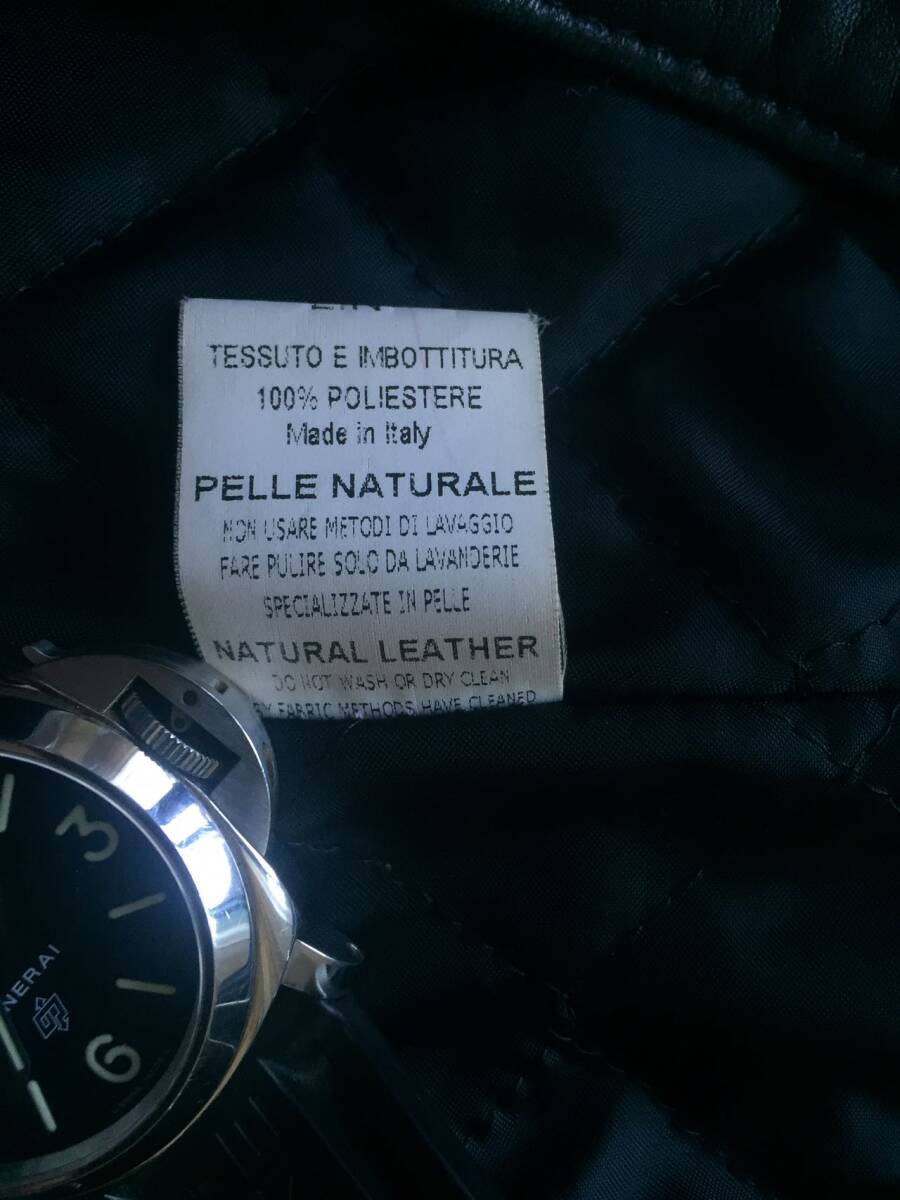 TESSUTO E IMBOTTITURA
100% POLIESTERE
Made in Italy
PELLE NATURALE
NON USARE METODI DI LAVAGGIO
FARE PULIRE SOLO DA LAVANDERIE
SPECIALIZZATE IN PELLE
NATURAL LEATHER
DO NOT WASH OR DRY CLEAN
BY FABRIC METHODS HAVE CLEANED
3
6
NERAI